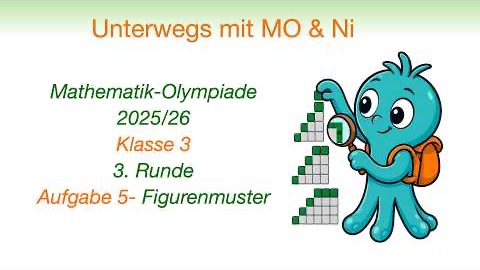 Unterwegs mit MO & Ni
Mathematik-Olympiade
2025/26
Klasse 3
3. Runde
Aufgabe 5- Figurenmuster